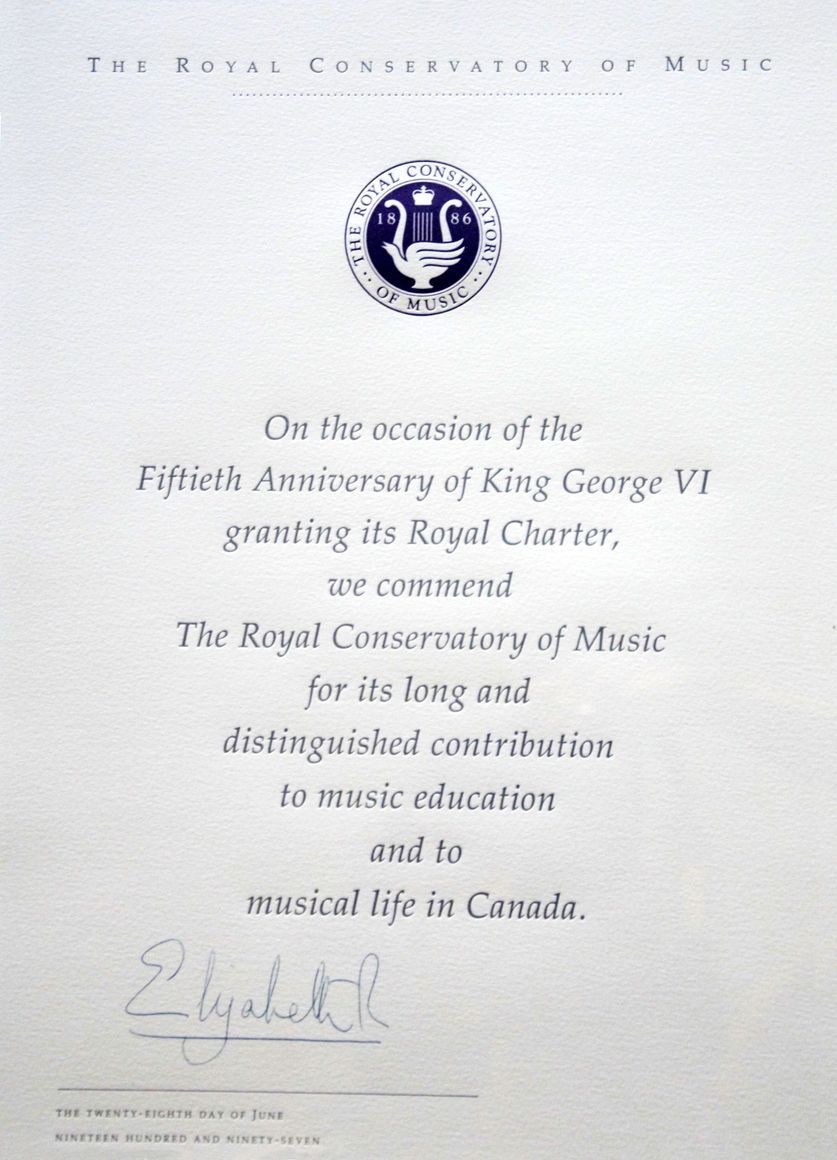 The Royal Conservatory of Music
THE ROYAL CONSERVATORY
1886
OF MUSIC
On the occasion of the
Fiftieth Anniversary of King George VI
granting its Royal Charter,
we commend
The Royal Conservatory of Music
for its long and
distinguished contribution
to music education
and to
musical life in Canada.
Elizabeth R
THE TWENTY-EIGHTH DAY OF JUNE
NINETEEN HUNDRED AND NINETY-SEVEN